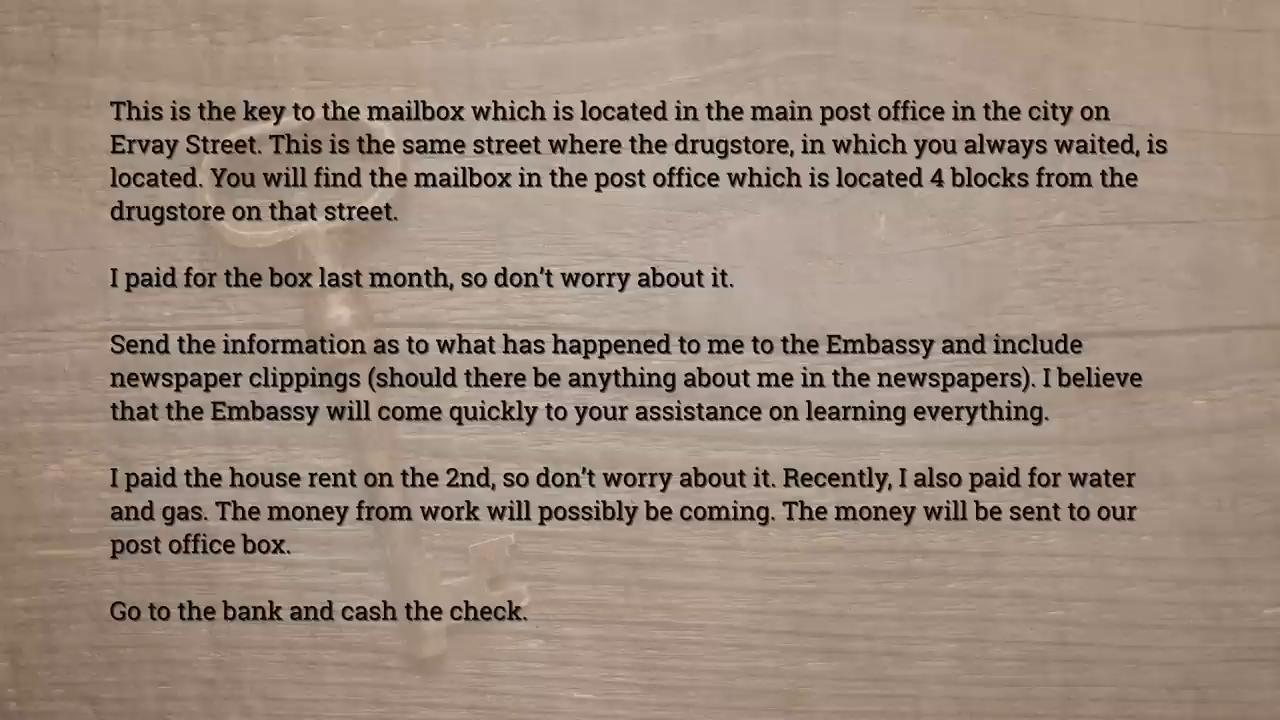 This is the key to the mailbox which is located in the main post office in the city on
Ervay Street. This is the same street where the drugstore, in which you always waited, is
located. You will find the mailbox in the post office which is located 4 blocks from the
drugstore on that street.
I paid for the box last month, so don’t worry about it.
Send the information as to what has happened to me to the Embassy and include
newspaper clippings (should there be anything about me in the newspapers). I believe
that the Embassy will come quickly to your assistance on learning everything.
I paid the house rent on the 2nd, so don’t worry about it. Recently, I also paid for water
and gas. The money from work will possibly be coming. The money will be sent to our
post office box.
Go to the bank and cash the check.